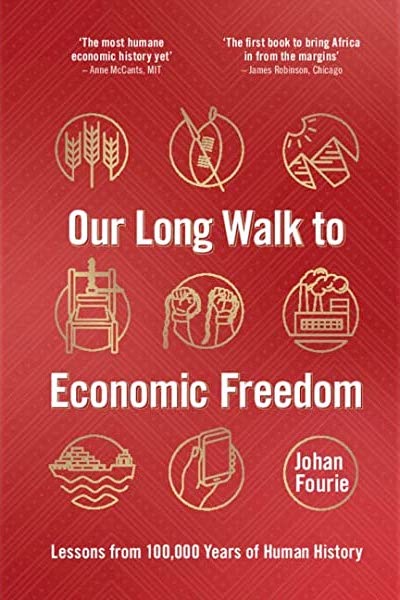 ‘The most humane
economic history yet’
– Anne McCants, MIT
‘The first book to bring Africa
in from the margins’
– James Robinson, Chicago
Our Long Walk to
Economic Freedom
Johan
Fourie
Lessons from 100,000 Years of Human History